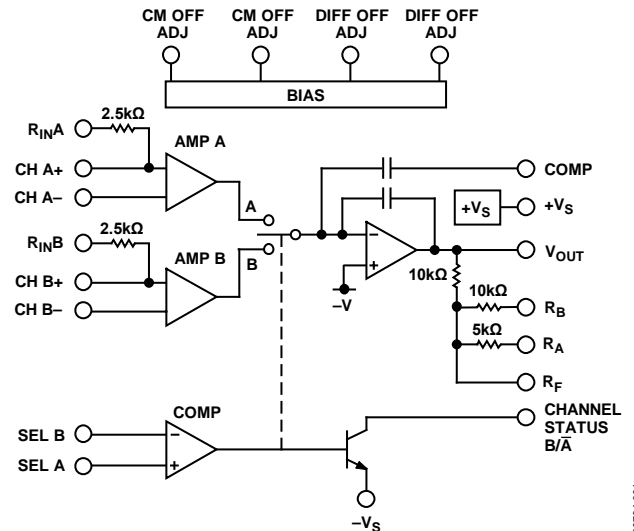 CM OFF ADJ
CM OFF ADJ
DIFF OFF ADJ
DIFF OFF ADJ
BIAS
2.5kΩ
RINA
AMP A
CH A+
CH A–
A
COMP
+VS
+VS
2.5kΩ
RINB
B
VOUT
AMP B
CH B+
CH B–
–
+
–V
10kΩ
10kΩ
RB
5kΩ
RA
RF
COMP
CHANNEL
STATUS
B/A̅
SEL B
–
SEL A
+
–VS